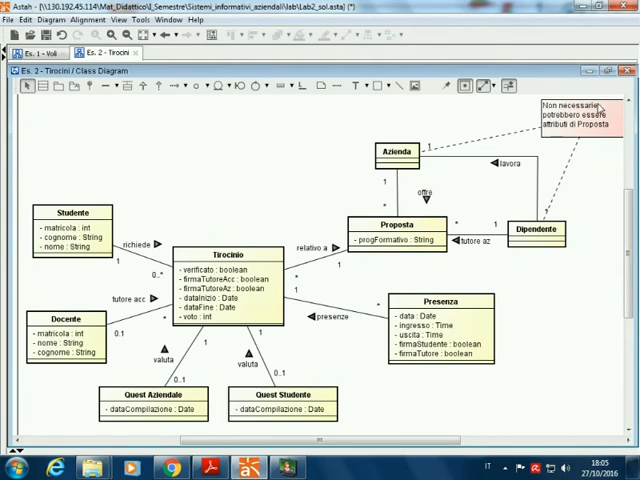 Astah - [\\130.192.45.114\Mat_Didattico\I_Semestre\Sistemi_informativi_aziendali\lab\Lab2_sol.asta] (*)
File Edit Diagram Alignment View Tools Window Help
Es. 1 - Voli
Es. 2 - Tirocini
Es. 2 - Tirocini / Class Diagram
Non necessarie
potrebbero essere
attributi di Proposta
Azienda
1
lavora
1
*
offre
Studente
- matricola : int
- cognome : String
- nome : String
1
richiede
0..*
Proposta
- progFormativo : String
*
1
tutore az
Dipendente
*
relativo a
1
*
Tirocinio
- verificato : boolean
- firmaTutoreAcc : boolean
- firmaTutoreAz : boolean
- dataInizio : Date
- dataFine : Date
- voto : int
1
presenze
*
Presenza
- data : Date
- ingresso : Time
- uscita : Time
- firmaStudente : boolean
- firmaTutore : boolean
tutore acc
*
0.1
Docente
- matricola : int
- nome : String
- cognome : String
valuta
1
0..1
valuta
1
0..1
Quest Aziendale
- dataCompilazione : Date
Quest Studente
- dataCompilazione : Date
IT
18:05
27/10/2016